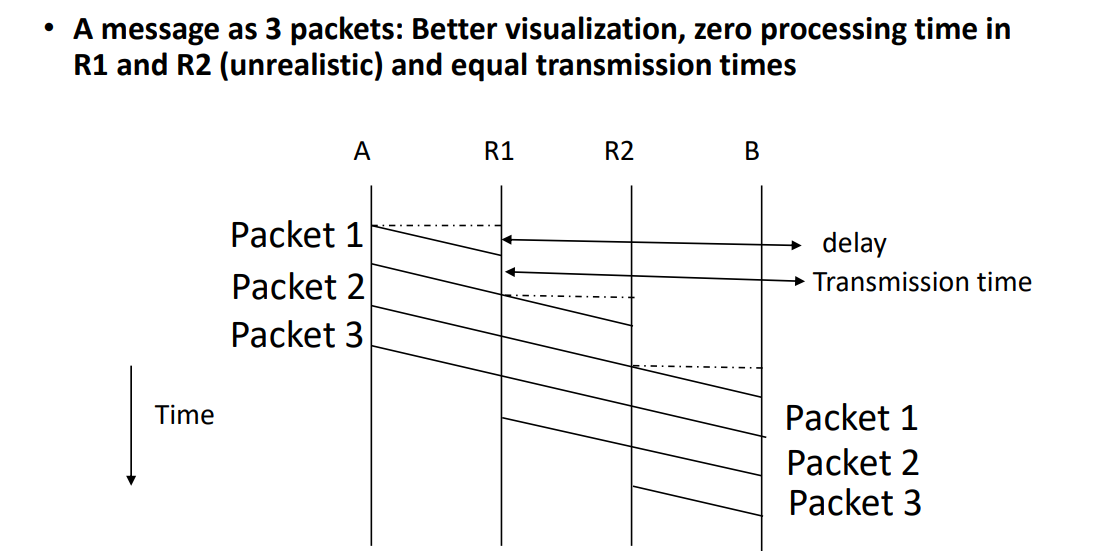 • A message as 3 packets: Better visualization, zero processing time in
R1 and R2 (unrealistic) and equal transmission times
A R1 R2 B
Packet 1
delay
Packet 2
Transmission time
Packet 3
Time
Packet 1
Packet 2
Packet 3